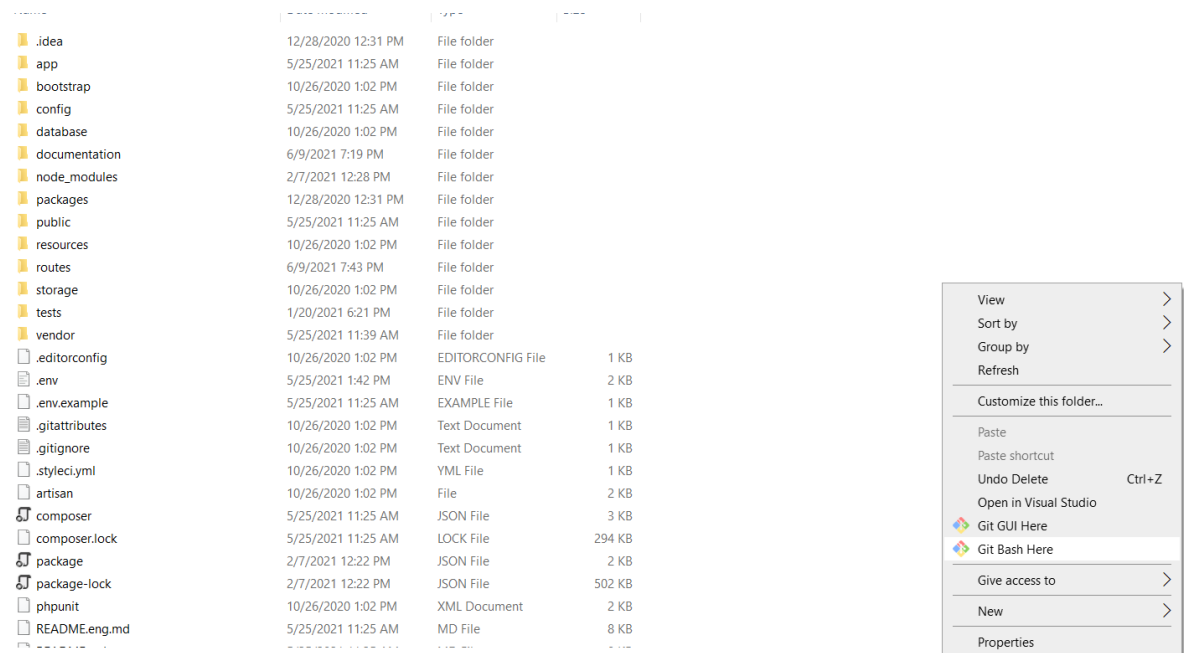 .idea 12/28/2020 12:31 PM File folder
app 5/25/2021 11:25 AM File folder
bootstrap 10/26/2020 1:02 PM File folder
config 5/25/2021 11:25 AM File folder
database 10/26/2020 1:02 PM File folder
documentation 6/9/2021 7:19 PM File folder
node_modules 2/7/2021 12:28 PM File folder
packages 12/28/2020 12:31 PM File folder
public 5/25/2021 11:25 AM File folder
resources 10/26/2020 1:02 PM File folder
routes 6/9/2021 7:43 PM File folder
storage 10/26/2020 1:02 PM File folder
tests 1/20/2021 6:21 PM File folder
vendor 5/25/2021 11:39 AM File folder
.editorconfig 10/26/2020 1:02 PM EDITORCONFIG File 1 KB
.env 5/25/2021 1:42 PM ENV File 2 KB
.env.example 5/25/2021 11:25 AM EXAMPLE File 1 KB
.gitattributes 10/26/2020 1:02 PM Text Document 1 KB
.gitignore 10/26/2020 1:02 PM Text Document 1 KB
.styleci.yml 10/26/2020 1:02 PM YML File 1 KB
artisan 10/26/2020 1:02 PM File 2 KB
composer 5/25/2021 11:25 AM JSON File 3 KB
composer.lock 5/25/2021 11:25 AM LOCK File 294 KB
package 2/7/2021 12:22 PM JSON File 2 KB
package-lock 2/7/2021 12:22 PM JSON File 502 KB
phpunit 10/26/2020 1:02 PM XML Document 2 KB
README.eng.md 5/25/2021 11:25 AM MD File 8 KB
View
Sort by
Group by
Refresh
Customize this folder...
Paste
Paste shortcut
Undo Delete Ctrl+Z
Open in Visual Studio
Git GUI Here
Git Bash Here
Give access to
New
Properties